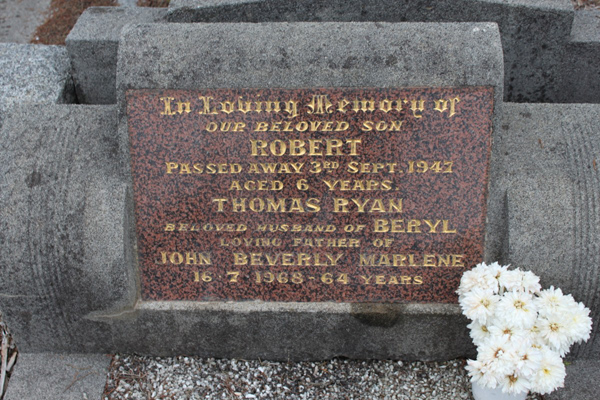 In Loving Memory of
OUR BELOVED SON
ROBERT
PASSED AWAY 3RD SEPT. 1947
AGED 6 YEARS.
THOMAS RYAN
BELOVED HUSBAND OF BERYL
LOVING FATHER OF
JOHN BEVERLY MARLENE
16-7-1968-64 YEARS